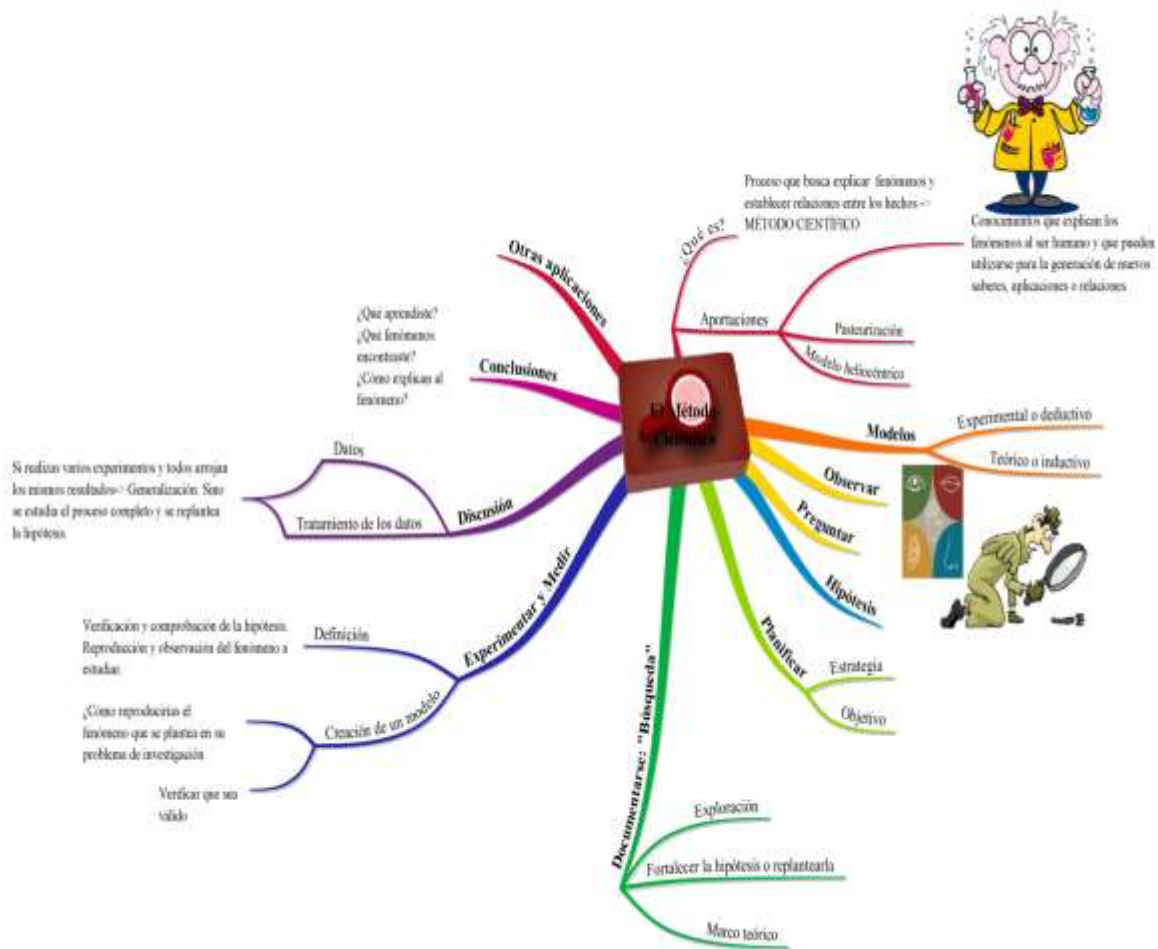 El Método
Científico
¿Qué es?
Proceso que busca explicar fenómenos y
establecer relaciones entre los hechos ->
MÉTODO CIENTÍFICO
Aportaciones
Conocimientos que explican los
fenómenos al ser humano y que pueden
utilizarse para la generación de nuevos
saberes, aplicaciones o relaciones
Pasteurización
Modelo heliocéntrico
Modelos
Experimental o deductivo
Teórico o inductivo
Observar
Preguntar
Hipótesis
Planificar
Estrategia
Objetivo
Documentarse: "Búsqueda"
Exploración
Fortalecer la hipótesis o replantearla
Marco teórico
Experimentar y Medir
Definición
Verificación y comprobación de la hipótesis.
Reproducción y observación del fenómeno a
estudiar.
Creación de un modelo
¿Cómo reproducirías el
fenómeno que se plantea en su
problema de investigación
Verificar que sea
válido
Discusión
Datos
Tratamiento de los datos
Si realizas varios experimentos y todos arrojan
los mismos resultados-> Generalización. Sino
se estudia el proceso completo y se replantea
la hipótesis.
Conclusiones
¿Qué aprendiste?
¿Qué fenómenos
encontraste?
¿Cómo explican al
fenómeno?
Otras aplicaciones